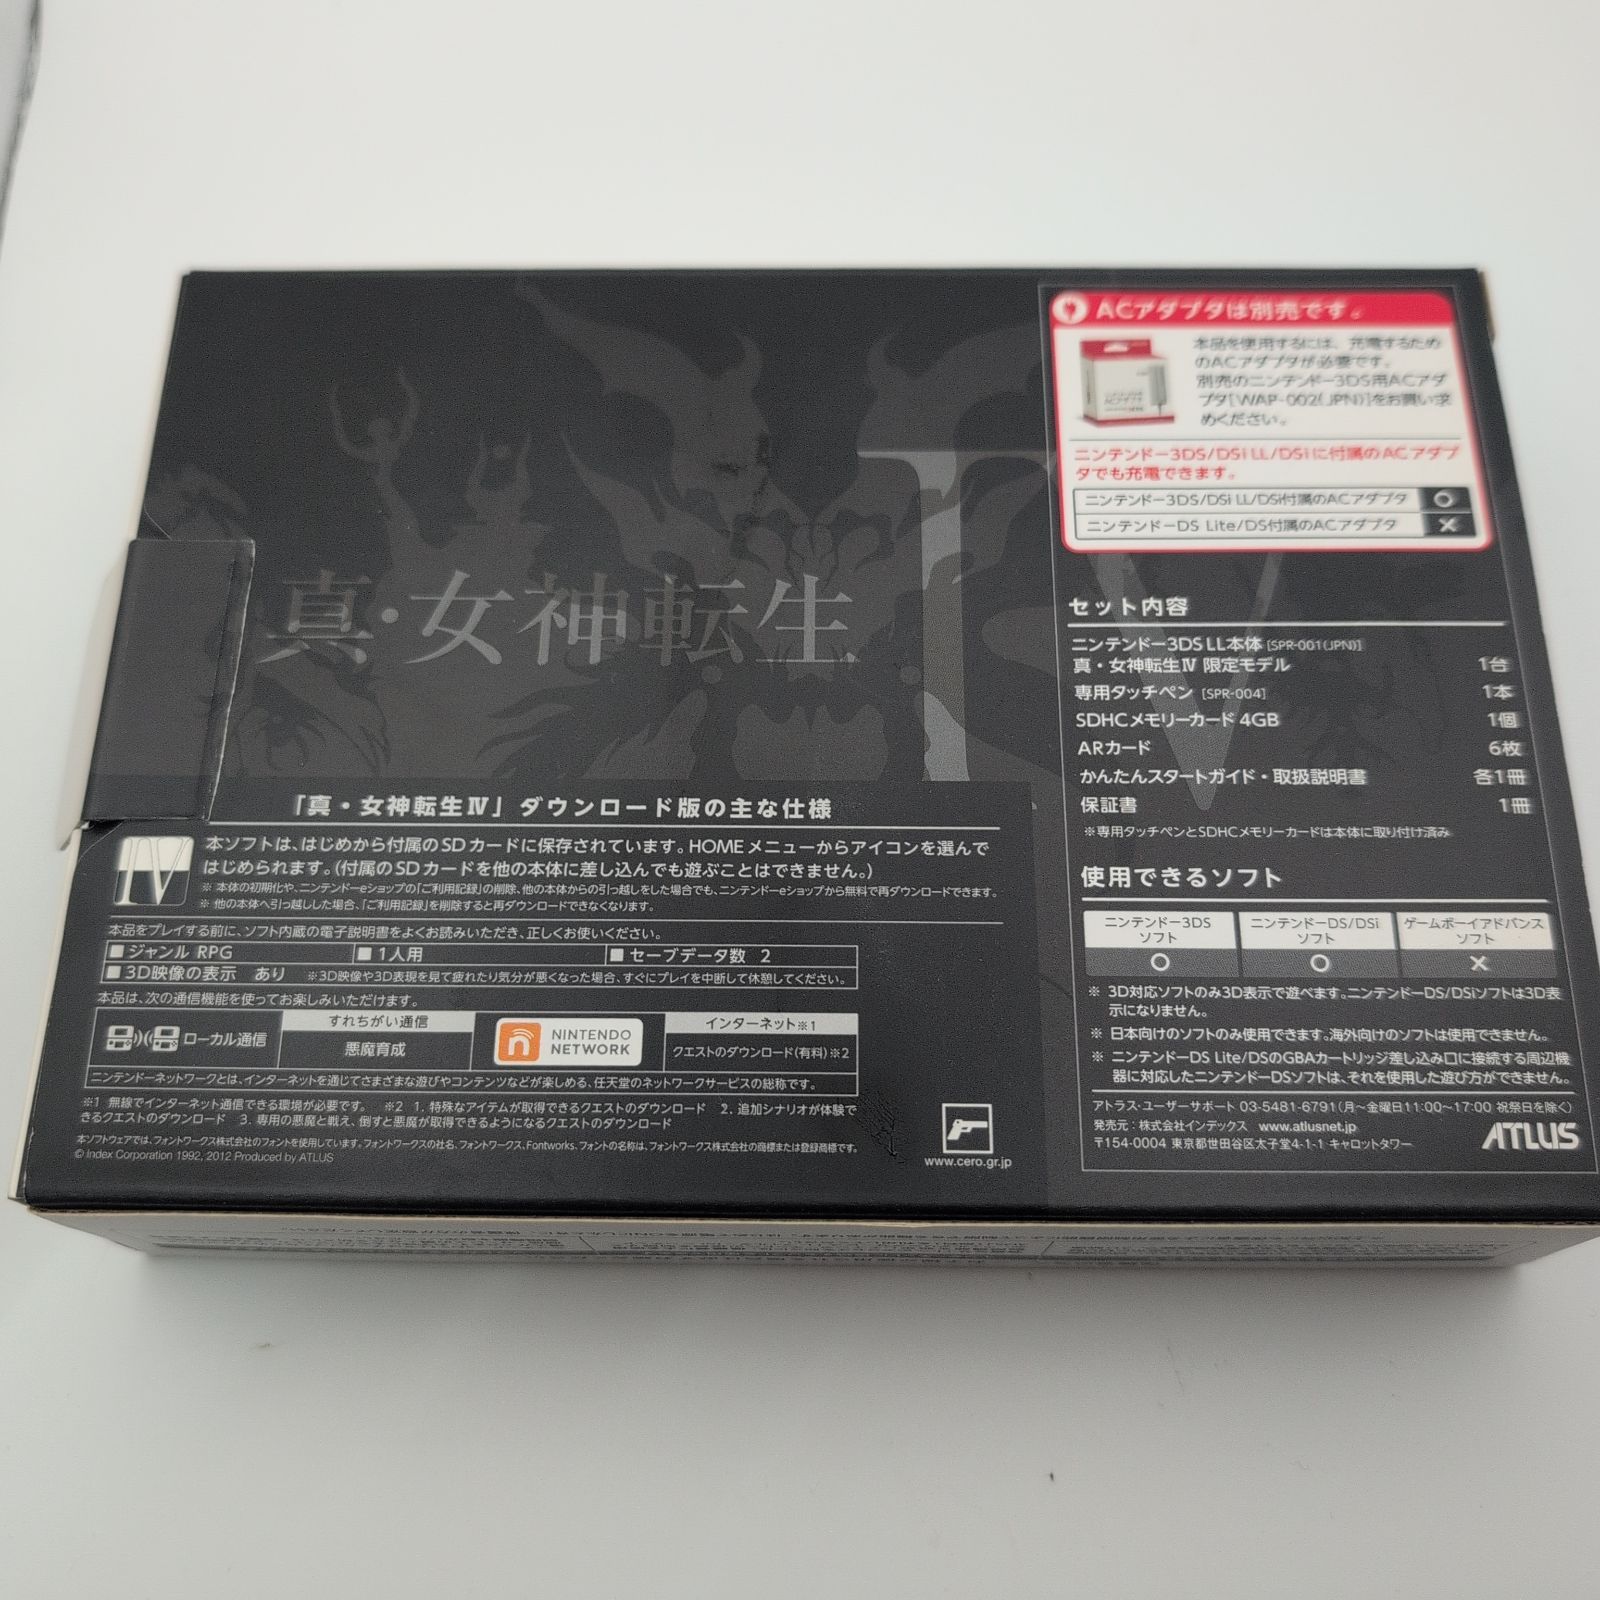 真・女神転生
IV
「真・女神転生Ⅳ」ダウンロード版の主な仕様
IV
本ソフトは、はじめから付属のSDカードに保存されています。HOMEメニューからアイコンを選んで
はじめられます。(付属のSDカードを他の本体に差し込んでも遊ぶことはできません。)
※ 本体の初期化や、ニンテンドーeショップの「ご利用記録」の削除、他の本体からの引っ越しをした場合でも、ニンテンドーeショップから無料で再ダウンロードできます。
※ 他の本体へ引っ越しした場合、「ご利用記録」を削除すると再ダウンロードできなくなります。
本品をプレイする前に、ソフト内蔵の電子説明書をよくお読みいただき、正しくお使いください。
■ ジャンル RPG
■ 1人用
■ セーブデータ数 2
■ 3D映像の表示 あり ※3D映像や3D表現を見て疲れたり気分が悪くなった場合、すぐにプレイを中断して休憩してください。
本品は、次の通信機能を使ってお楽しみいただけます。
ローカル通信
すれちがい通信
悪魔育成
NINTENDO
NETWORK
インターネット※1
クエストのダウンロード(有料)※2
ニンテンドーネットワークとは、インターネットを通じてさまざまな遊びやコンテンツなどが楽しめる、任天堂のネットワークサービスの総称です。
※1 無線でインターネット通信できる環境が必要です。 ※2 1. 特殊なアイテムが取得できるクエストのダウンロード 2. 追加シナリオが体験で
きるクエストのダウンロード 3. 専用の悪魔と戦え、倒すと悪魔が取得できるようになるクエストのダウンロード
本ソフトウェアでは、フォントワークス株式会社のフォントを使用しています。フォントワークスの社名、フォントワークス、Fontworks、フォントの名称は、フォントワークス株式会社の商標または登録商標です。
© Index Corporation 1992, 2012 Produced by ATLUS
www.cero.gr.jp
ACアダプタは別売です。
本品を使用するには、充電するため
のACアダプタが必要です。
別売のニンテンドー3DS用ACアダ
プタ[WAP-002(JPN)]をお買い求
めください。
ニンテンドー3DS/DSi LL/DSiに付属のACアダプ
タでも充電できます。
ニンテンドー3DS/DSi LL/DSi付属のACアダプタ ○
ニンテンドーDS Lite/DS付属のACアダプタ ×
セット内容
ニンテンドー3DS LL本体 [SPR-001(JPN)]
真・女神転生Ⅳ 限定モデル 1台
専用タッチペン [SPR-004] 1本
SDHCメモリーカード 4GB 1個
ARカード 6枚
かんたんスタートガイド・取扱説明書 各1冊
保証書 1冊
※専用タッチペンとSDHCメモリーカードは本体に取り付け済み
使用できるソフト
ニンテンドー3DS
ソフト
ニンテンドーDS/DSi
ソフト
ゲームボーイアドバンス
ソフト
○ ○ ×
※ 3D対応ソフトのみ3D表示で遊べます。ニンテンドーDS/DSiソフトは3D表
示になりません。
※ 日本向けのソフトのみ使用できます。海外向けのソフトは使用できません。
※ ニンテンドーDS Lite/DSのGBAカートリッジ差し込み口に接続する周辺機
器に対応したニンテンドーDSソフトは、それを使用した遊び方ができません。
アトラス・ユーザーサポート 03-5481-6791(月～金曜日11:00～17:00 祝祭日を除く)
発売元：株式会社インデックス www.atlusnet.jp
〒154-0004 東京都世田谷区太子堂4-1-1 キャロットタワー
ATLUS